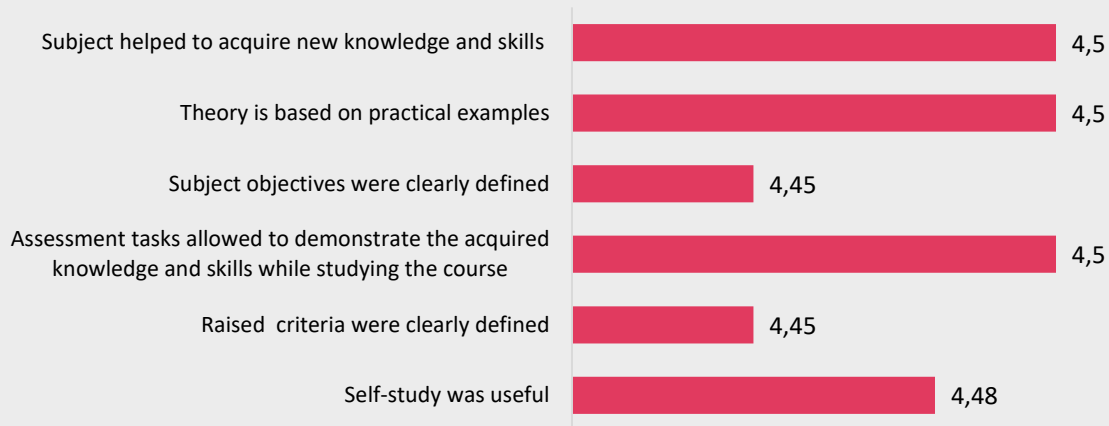 Subject helped to acquire new knowledge and skills 4,5
Theory is based on practical examples 4,5
Subject objectives were clearly defined 4,45
Assessment tasks allowed to demonstrate the acquired
knowledge and skills while studying the course 4,5
Raised criteria were clearly defined 4,45
Self-study was useful 4,48